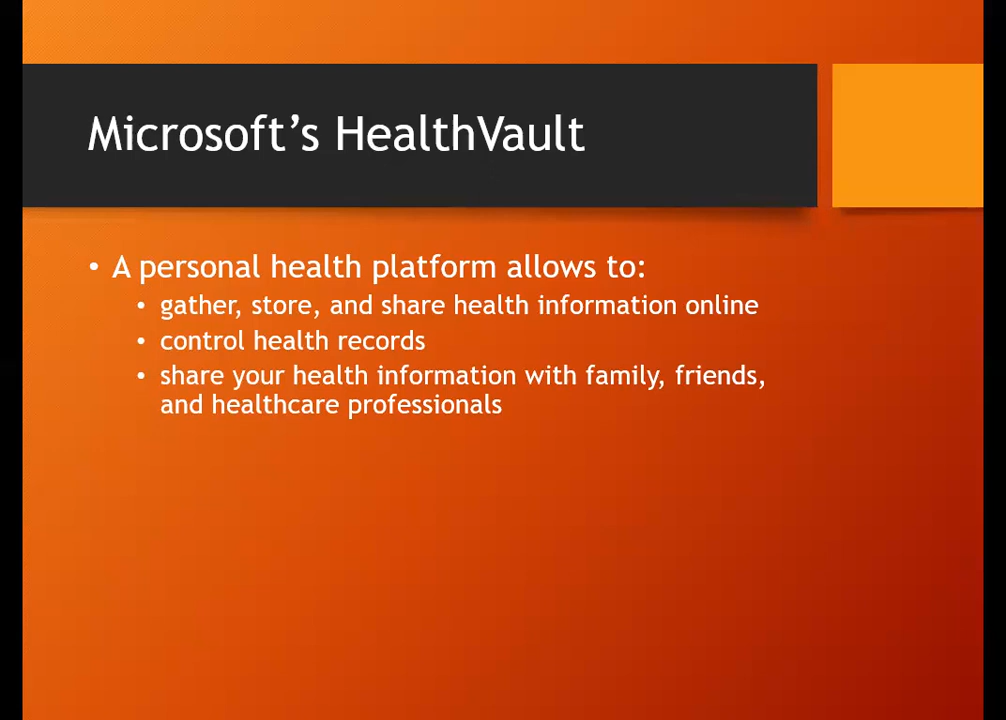 Microsoft’s HealthVault
• A personal health platform allows to:
• gather, store, and share health information online
• control health records
• share your health information with family, friends,
and healthcare professionals